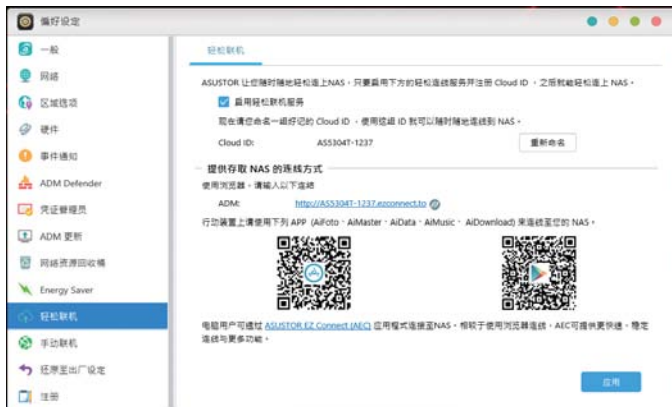 偏好设定
一般
网络
区域选项
硬件
事件通知
ADM Defender
凭证管理员
ADM 更新
网络资源回收桶
Energy Saver
轻松联机
手动联机
还原至出厂设定
注册
轻松联机
ASUSTOR 让您随时随地轻松连上NAS。只要启用下方的轻松连线服务并注册 Cloud ID，之后就能轻松连上 NAS。
启用轻松联机服务
现在请您命名一组好记的 Cloud ID，使用这组 ID 就可以随时随地连线到 NAS。
Cloud ID: AS5304T-1237 重新命名
提供存取 NAS 的连线方式
使用浏览器，请输入以下连结
ADM: http://AS5304T-1237.ezconnect.to
行动装置上请使用下列 APP (AiFoto、AiMaster、AiData、AiMusic、AiDownload) 来连线至您的 NAS。
电脑用户可透过 ASUSTOR EZ Connect (AEC) 应用程式连接至NAS。相较于使用浏览器连线，AEC可提供更快速、稳定
连线与更多功能。
应用